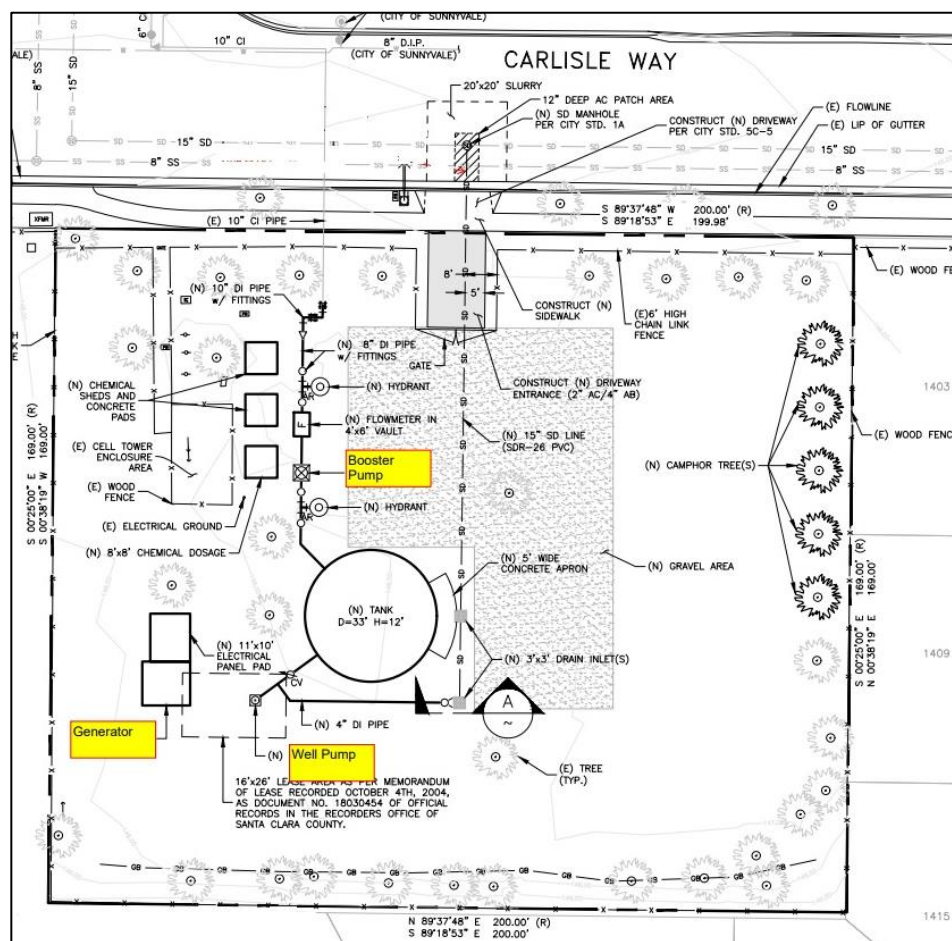 (CITY OF SUNNYVALE)
10" CI
8" D.I.P.
(CITY OF SUNNYVALE)
CARLISLE WAY
6" CI
8" SS
15" SD
20'x20' SLURRY
12" DEEP AC PATCH AREA
(N) SD MANHOLE
PER CITY STD. 1A
CONSTRUCT (N) DRIVEWAY
PER CITY STD. 5C-5
(E) FLOWLINE
(E) LIP OF GUTTER
15" SD
8" SS
15" SD
8" SS
XFMR
(E) 10" CI PIPE
S 89°37'48" W 200.00' (R)
S 89°18'53" E 199.98'
(E) WOOD FE
(N) 10" DI PIPE
w/ FITTINGS
8'
5'
CONSTRUCT (N)
SIDEWALK
(E)6' HIGH
CHAIN LINK
FENCE
(N) 8" DI PIPE
w/ FITTINGS
GATE
(N) HYDRANT
AR
CONSTRUCT (N) DRIVEWAY
ENTRANCE (2" AC/4" AB)
(N) CHEMICAL
SHEDS AND
CONCRETE
PADS
(N) FLOWMETER IN
4'x6' VAULT
F
(N) 15" SD LINE
(SDR-26 PVC)
1403
(E) WOOD FENC
(E) CELL TOWER
ENCLOSURE
AREA
Booster
Pump
(N) CAMPHOR TREE(S)
S 00°25'00" E 169.00' (R)
S 00°38'19" W 169.00'
(E) WOOD
FENCE
(N) HYDRANT
AR
(E) ELECTRICAL GROUND
(N) 8'x8' CHEMICAL DOSAGE
(N) 5' WIDE
CONCRETE APRON
(N) GRAVEL AREA
(N) TANK
D=33' H=12'
S 00°25'00" E 169.00' (R)
N 00°38'19" E 169.00'
(N) 11'x10'
ELECTRICAL
PANEL PAD
(N) 3'x3' DRAIN INLET(S)
1409
CV
A
~
Generator
(N) 4" DI PIPE
(N)
Well Pump
(E) TREE
(TYP.)
16'x26' LEASE AREA AS PER MEMORANDUM
OF LEASE RECORDED OCTOBER 4TH, 2004,
AS DOCUMENT NO. 18030454 OF OFFICIAL
RECORDS IN THE RECORDERS OFFICE OF
SANTA CLARA COUNTY.
GB
N 89°37'48" E 200.00' (R)
S 89°18'53" E 200.00'
1415